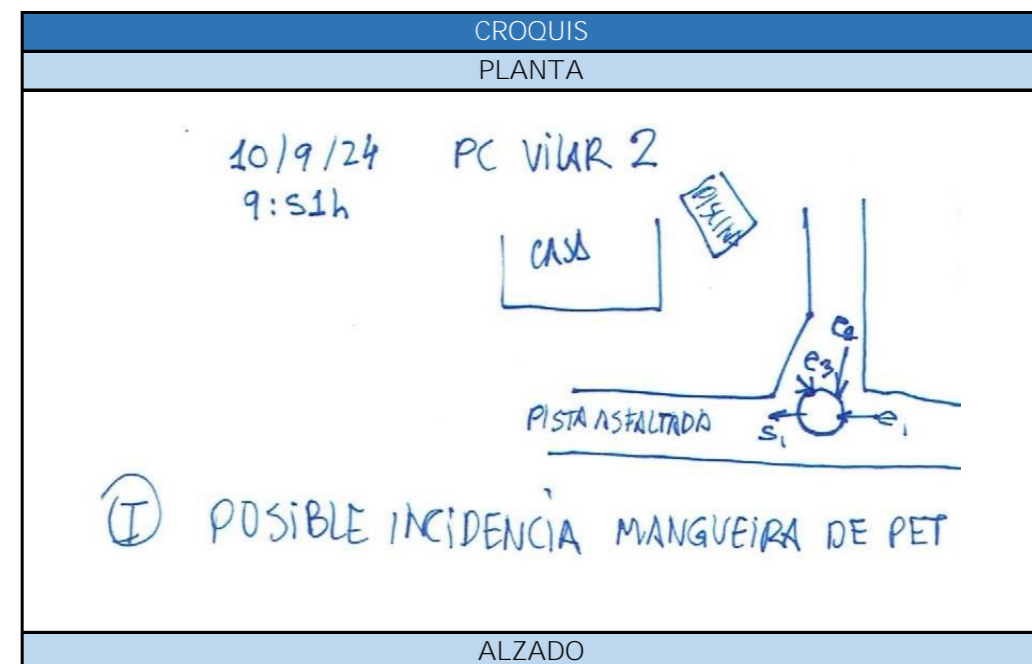 CROQUIS
PLANTA
10/9/24 PC VILAR 2
9:51h
PISCINA
CASA
e2
e3
PISTA ASFALTADA s1 e1
I POSIBLE INCIDENCIA MANGUEIRA DE PET
ALZADO